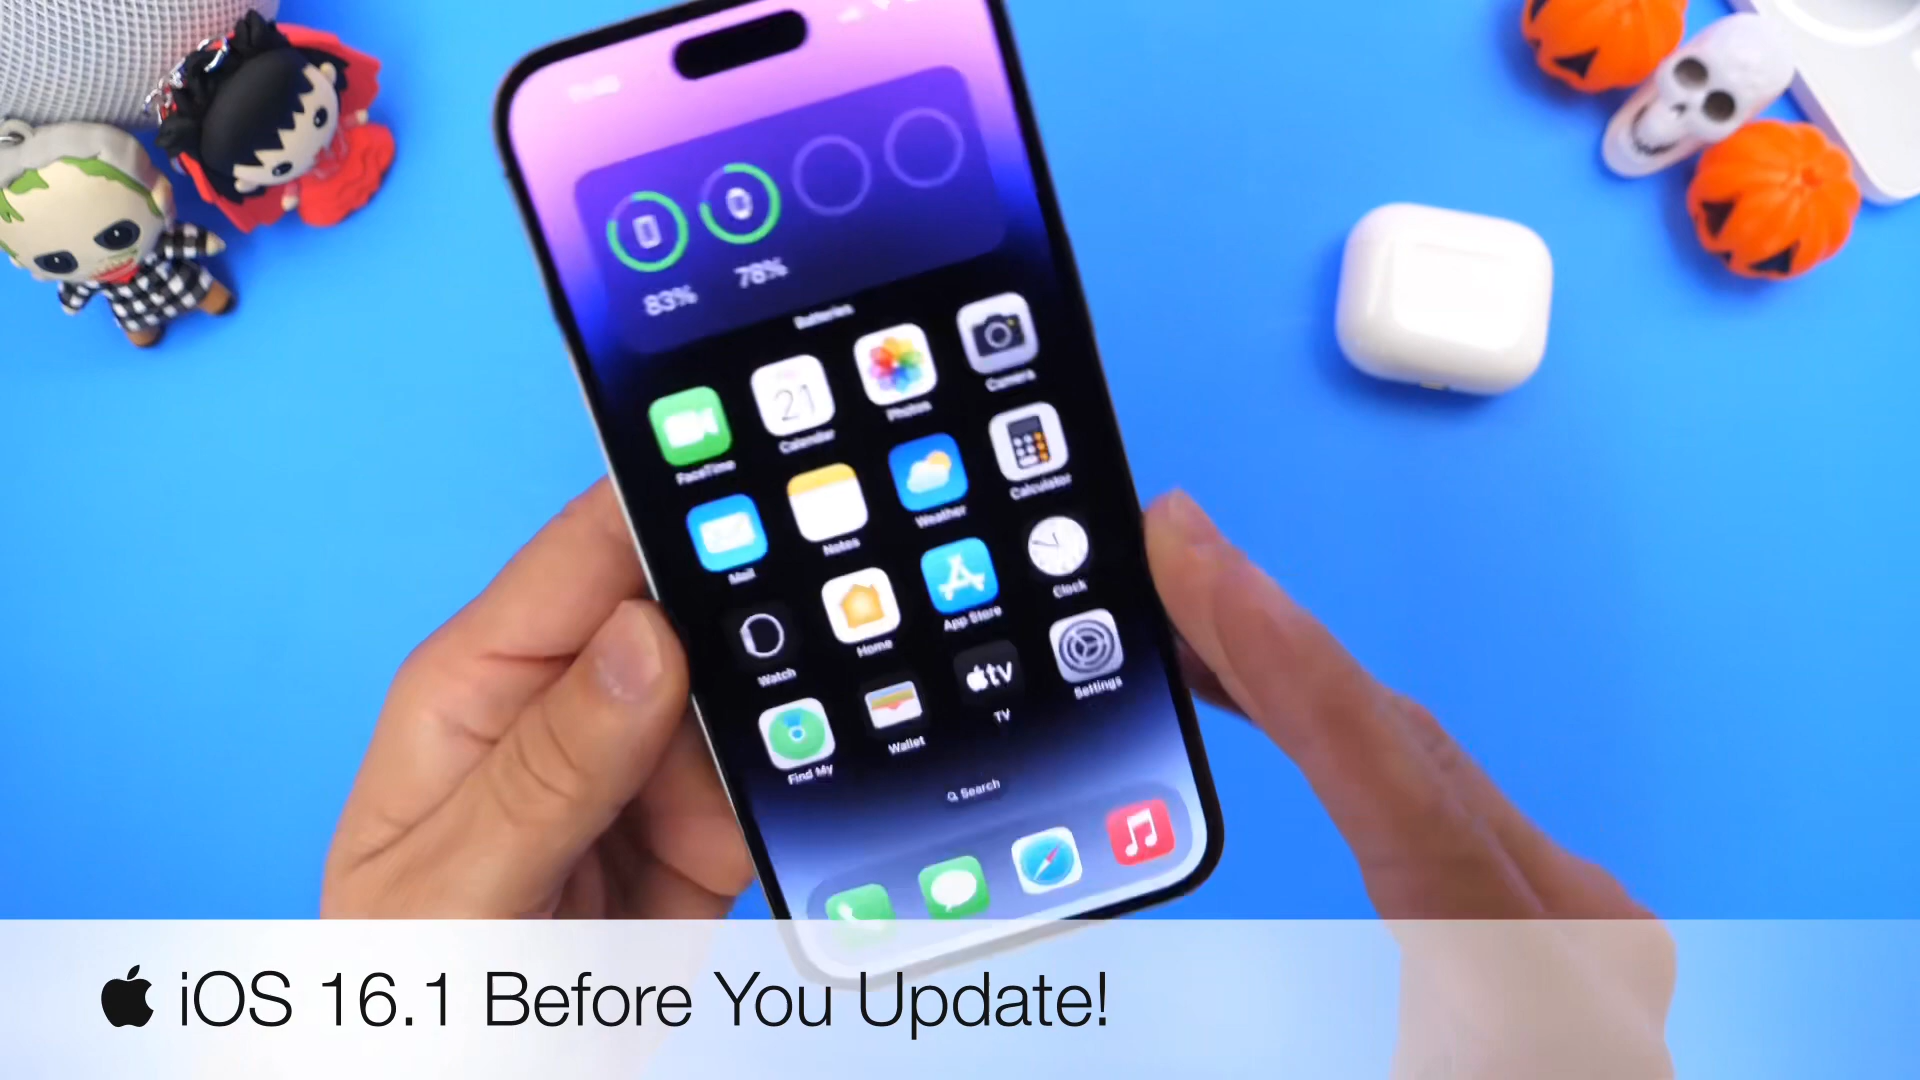 83%
78%
Batteries
FaceTime
21
Calendar
Photos
Camera
Mail
Notes
Weather
Calculator
Watch
Home
App Store
Clock
Find My
Wallet
tv
TV
Settings
Search
iOS 16.1 Before You Update!